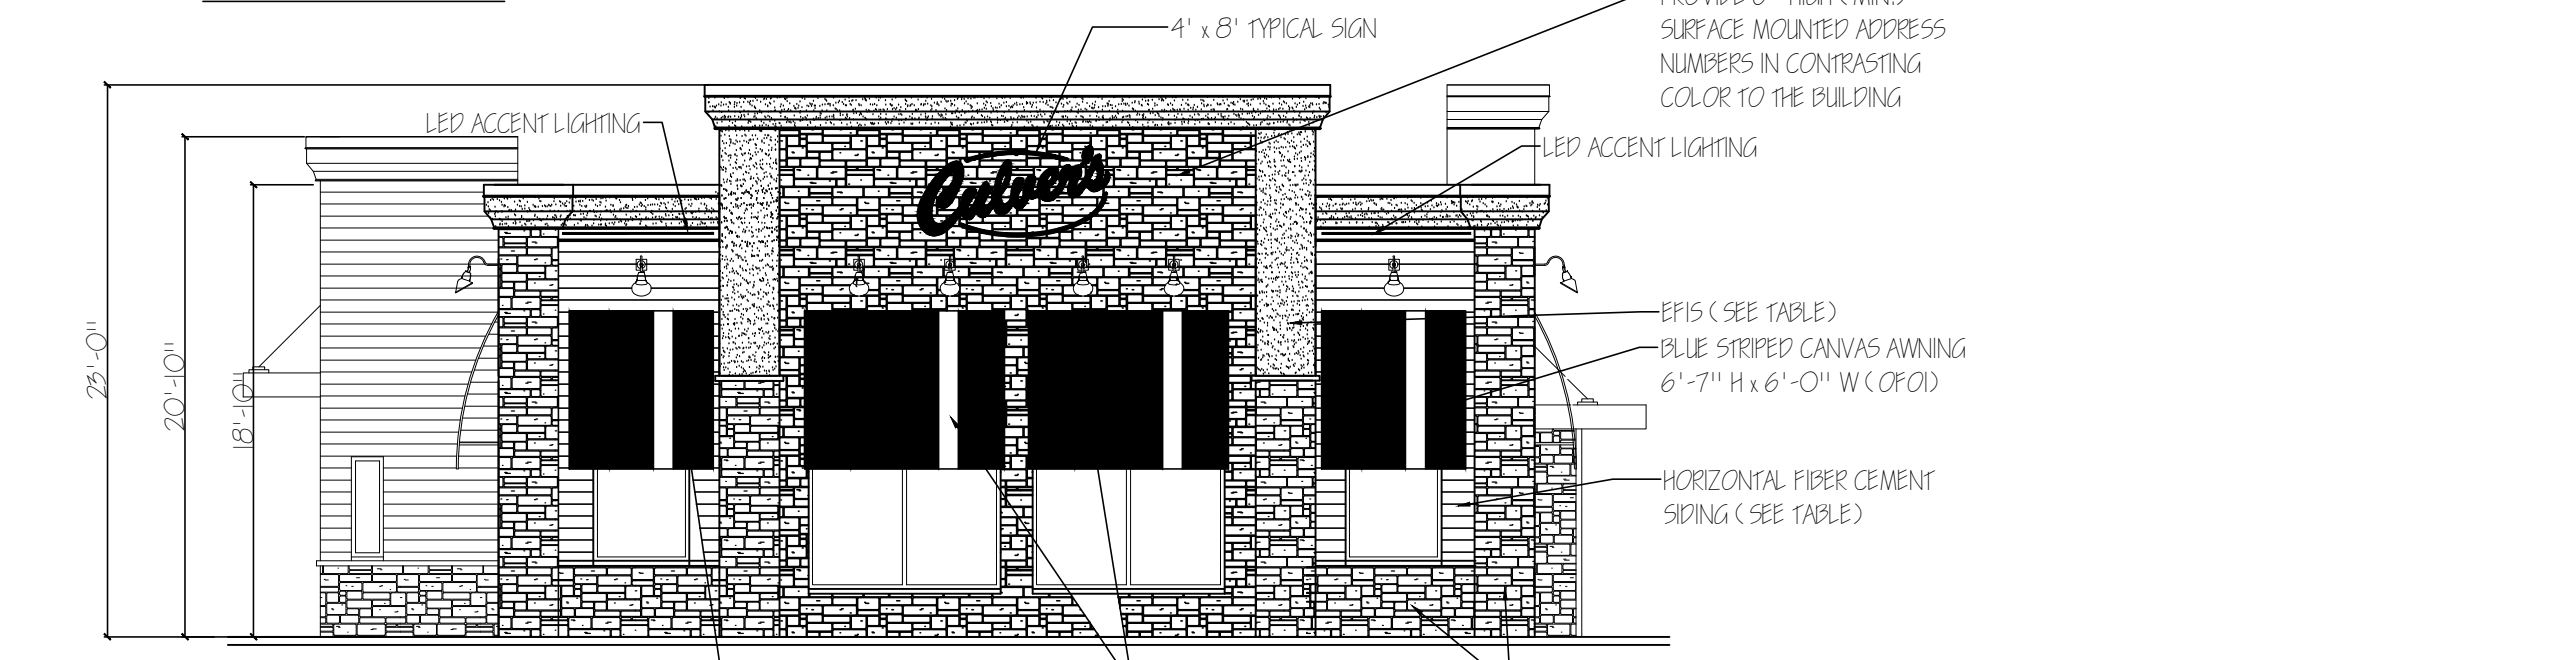 4' x 8' TYPICAL SIGN
SURFACE MOUNTED ADDRESS
NUMBERS IN CONTRASTING
COLOR TO THE BUILDING
LED ACCENT LIGHTING
LED ACCENT LIGHTING
Culver's
EFIS ( SEE TABLE )
BLUE STRIPED CANVAS AWNING
6'-7" H x 6'-0" W ( OFOI )
HORIZONTAL FIBER CEMENT
SIDING ( SEE TABLE )
23'-0"
20'-10"
18'-10"